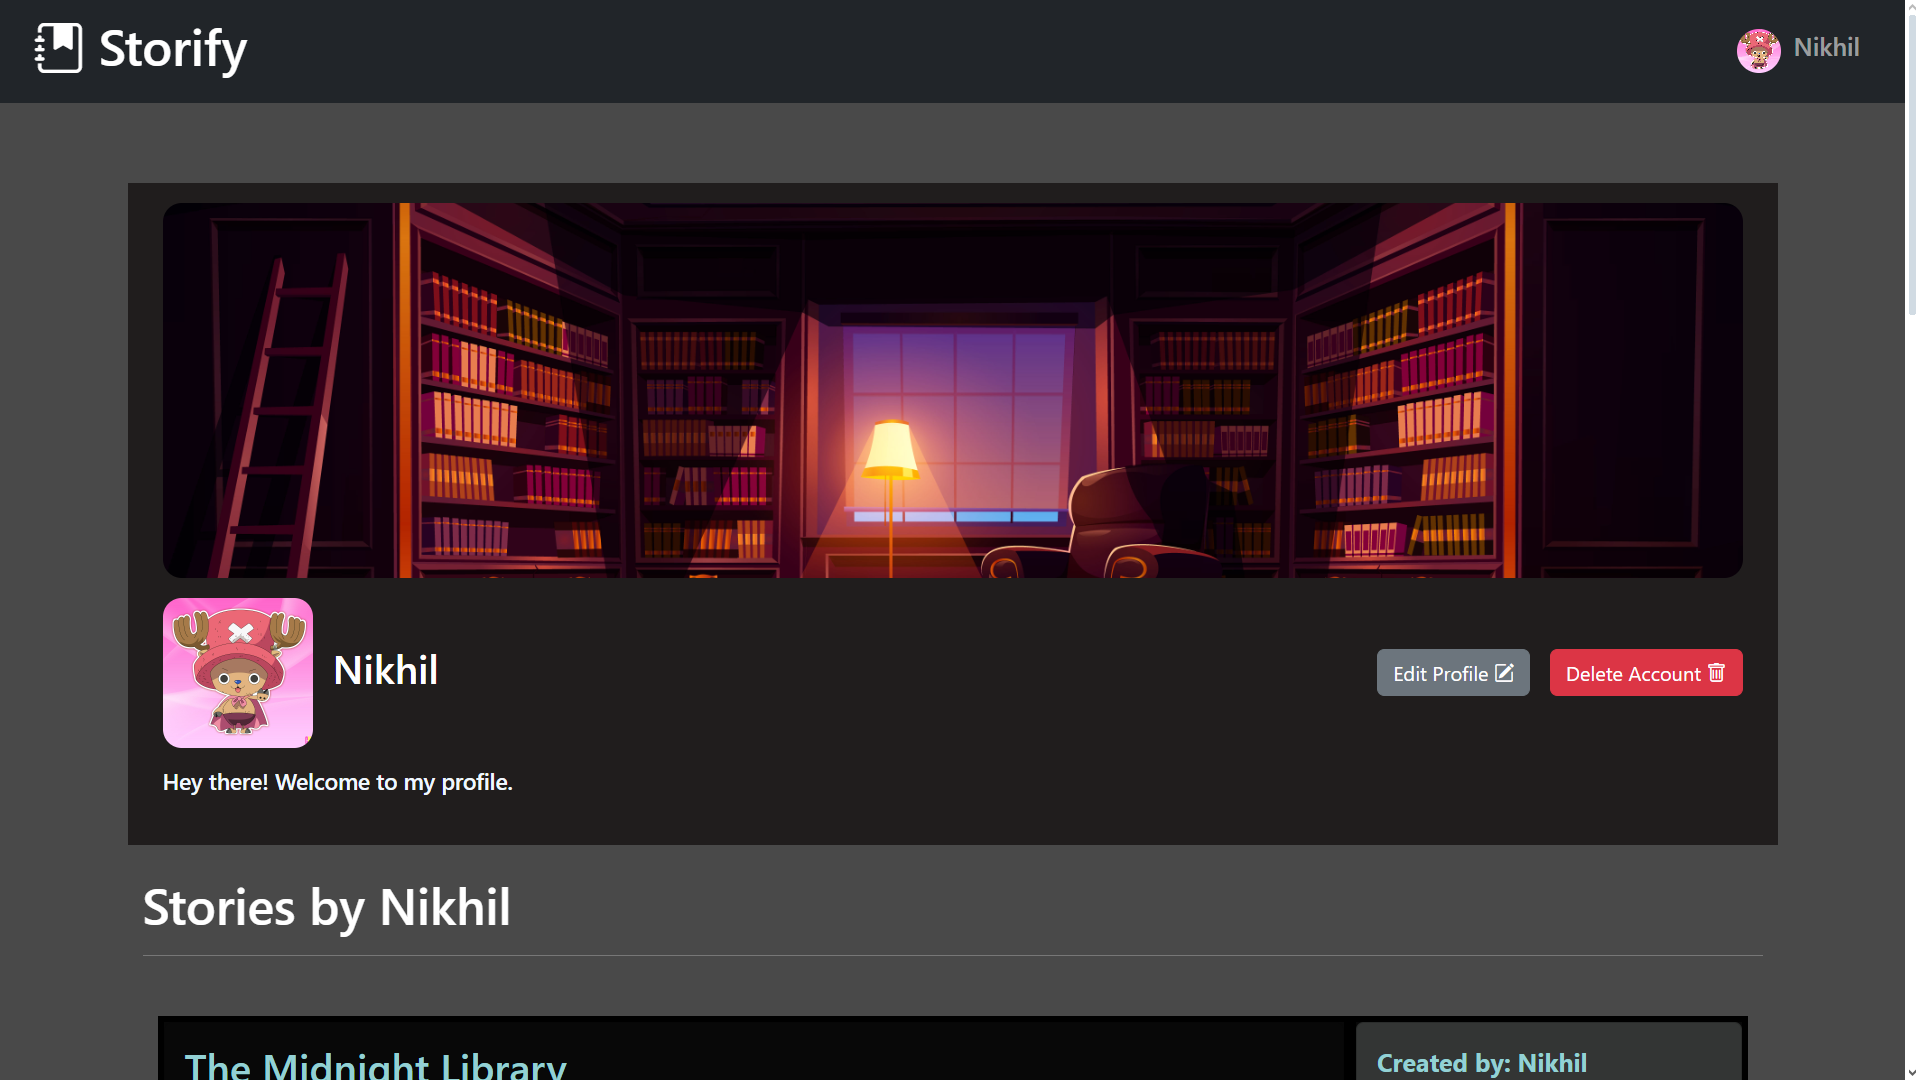 Storify
Nikhil
Nikhil
Edit Profile
Delete Account
Hey there! Welcome to my profile.
Stories by Nikhil
The Midnight Library
Created by: Nikhil